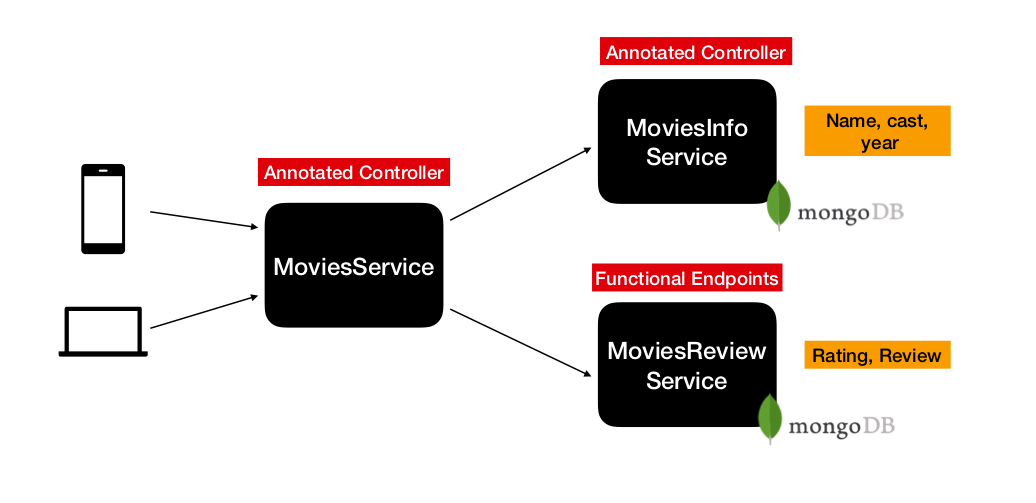 Annotated Controller
MoviesInfo
Service
Name, cast,
year
mongoDB
Annotated Controller
MoviesService
Functional Endpoints
MoviesReview
Service
Rating, Review
mongoDB